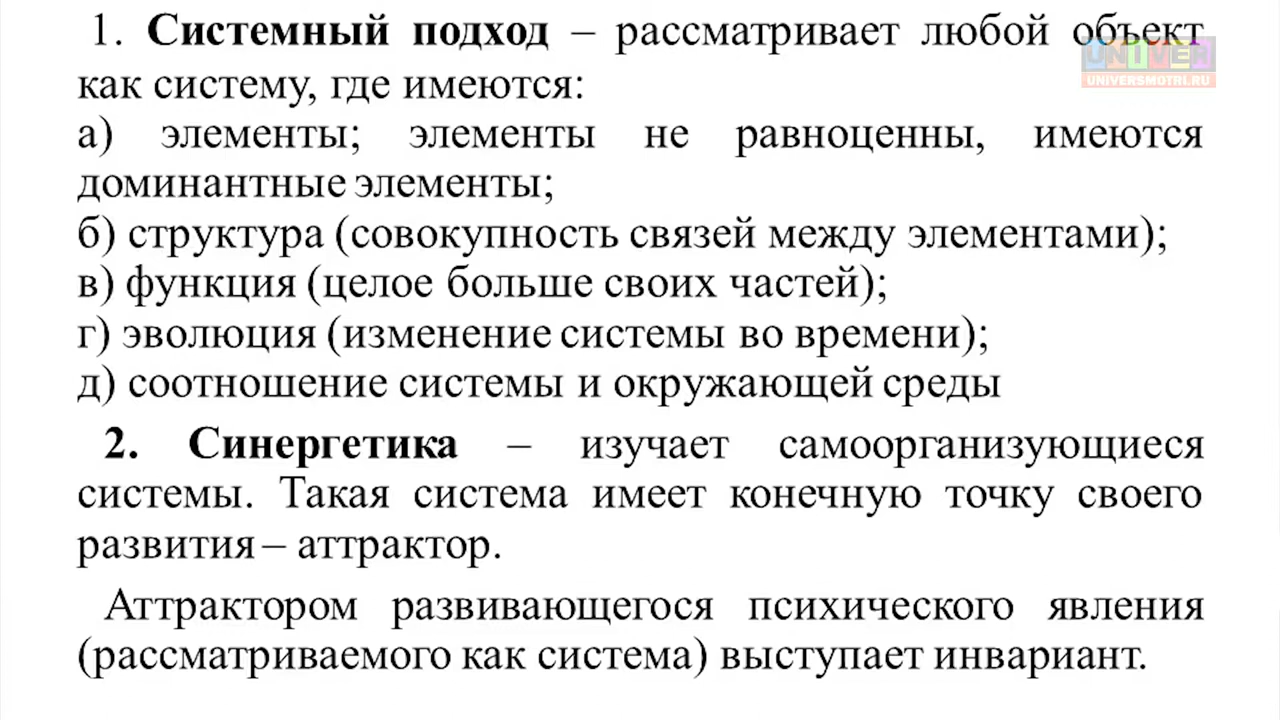 1. Системный подход – рассматривает любой объект
UNIVER
UNIVERSMOTRI.RU
как систему, где имеются:
а) элементы; элементы не равноценны, имеются
доминантные элементы;
б) структура (совокупность связей между элементами);
в) функция (целое больше своих частей);
г) эволюция (изменение системы во времени);
д) соотношение системы и окружающей среды
2. Синергетика – изучает самоорганизующиеся
системы. Такая система имеет конечную точку своего
развития – аттрактор.
Аттрактором развивающегося психического явления
(рассматриваемого как система) выступает инвариант.